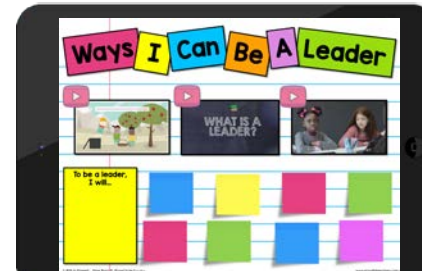 Ways I Can Be A Leader
WHAT IS A
LEADER?
To be a leader,
I will...